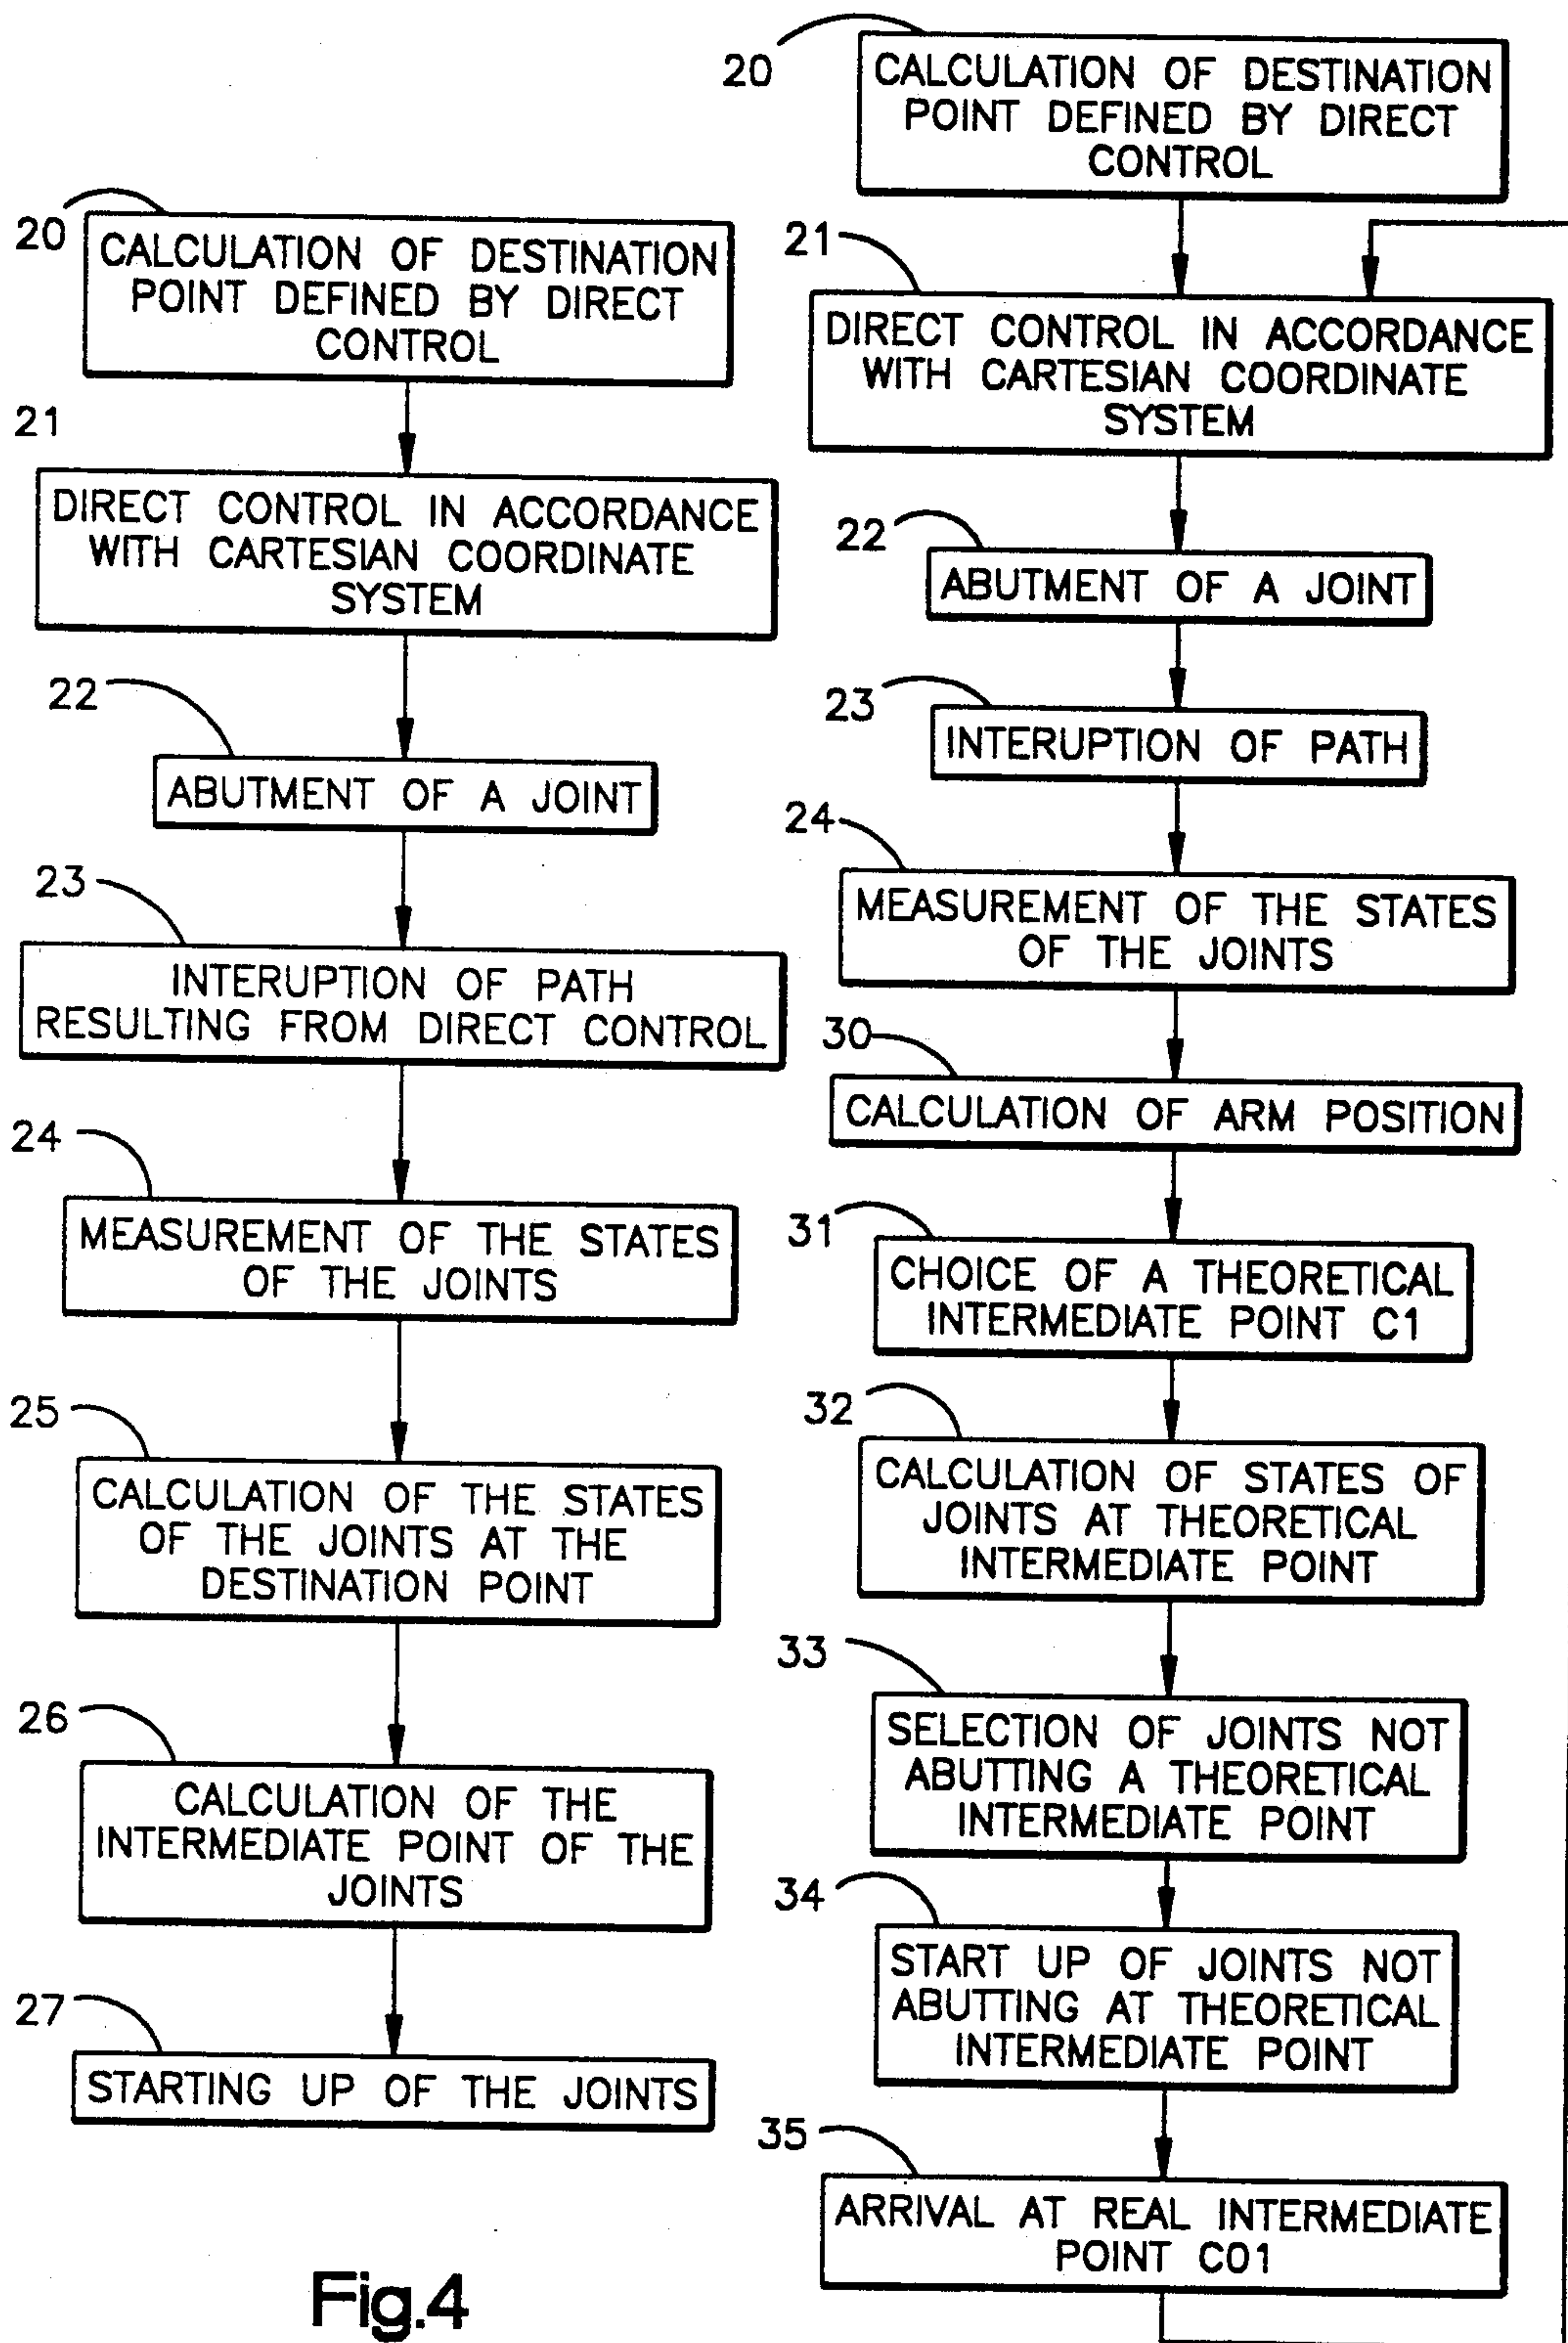 20
CALCULATION OF DESTINATION
POINT DEFINED BY DIRECT
CONTROL
21
DIRECT CONTROL IN ACCORDANCE
WITH CARTESIAN COORDINATE
SYSTEM
22
ABUTMENT OF A JOINT
23
INTERUPTION OF PATH
RESULTING FROM DIRECT CONTROL
24
MEASUREMENT OF THE STATES
OF THE JOINTS
25
CALCULATION OF THE STATES
OF THE JOINTS AT THE
DESTINATION POINT
26
CALCULATION OF THE
INTERMEDIATE POINT OF THE
JOINTS
27
STARTING UP OF THE JOINTS
Fig.4
20
CALCULATION OF DESTINATION
POINT DEFINED BY DIRECT
CONTROL
21
DIRECT CONTROL IN ACCORDANCE
WITH CARTESIAN COORDINATE
SYSTEM
22
ABUTMENT OF A JOINT
23
INTERUPTION OF PATH
24
MEASUREMENT OF THE STATES
OF THE JOINTS
30
CALCULATION OF ARM POSITION
31
CHOICE OF A THEORETICAL
INTERMEDIATE POINT C1
32
CALCULATION OF STATES OF
JOINTS AT THEORETICAL
INTERMEDIATE POINT
33
SELECTION OF JOINTS NOT
ABUTTING A THEORETICAL
INTERMEDIATE POINT
34
START UP OF JOINTS NOT
ABUTTING AT THEORETICAL
INTERMEDIATE POINT
35
ARRIVAL AT REAL INTERMEDIATE
POINT C01